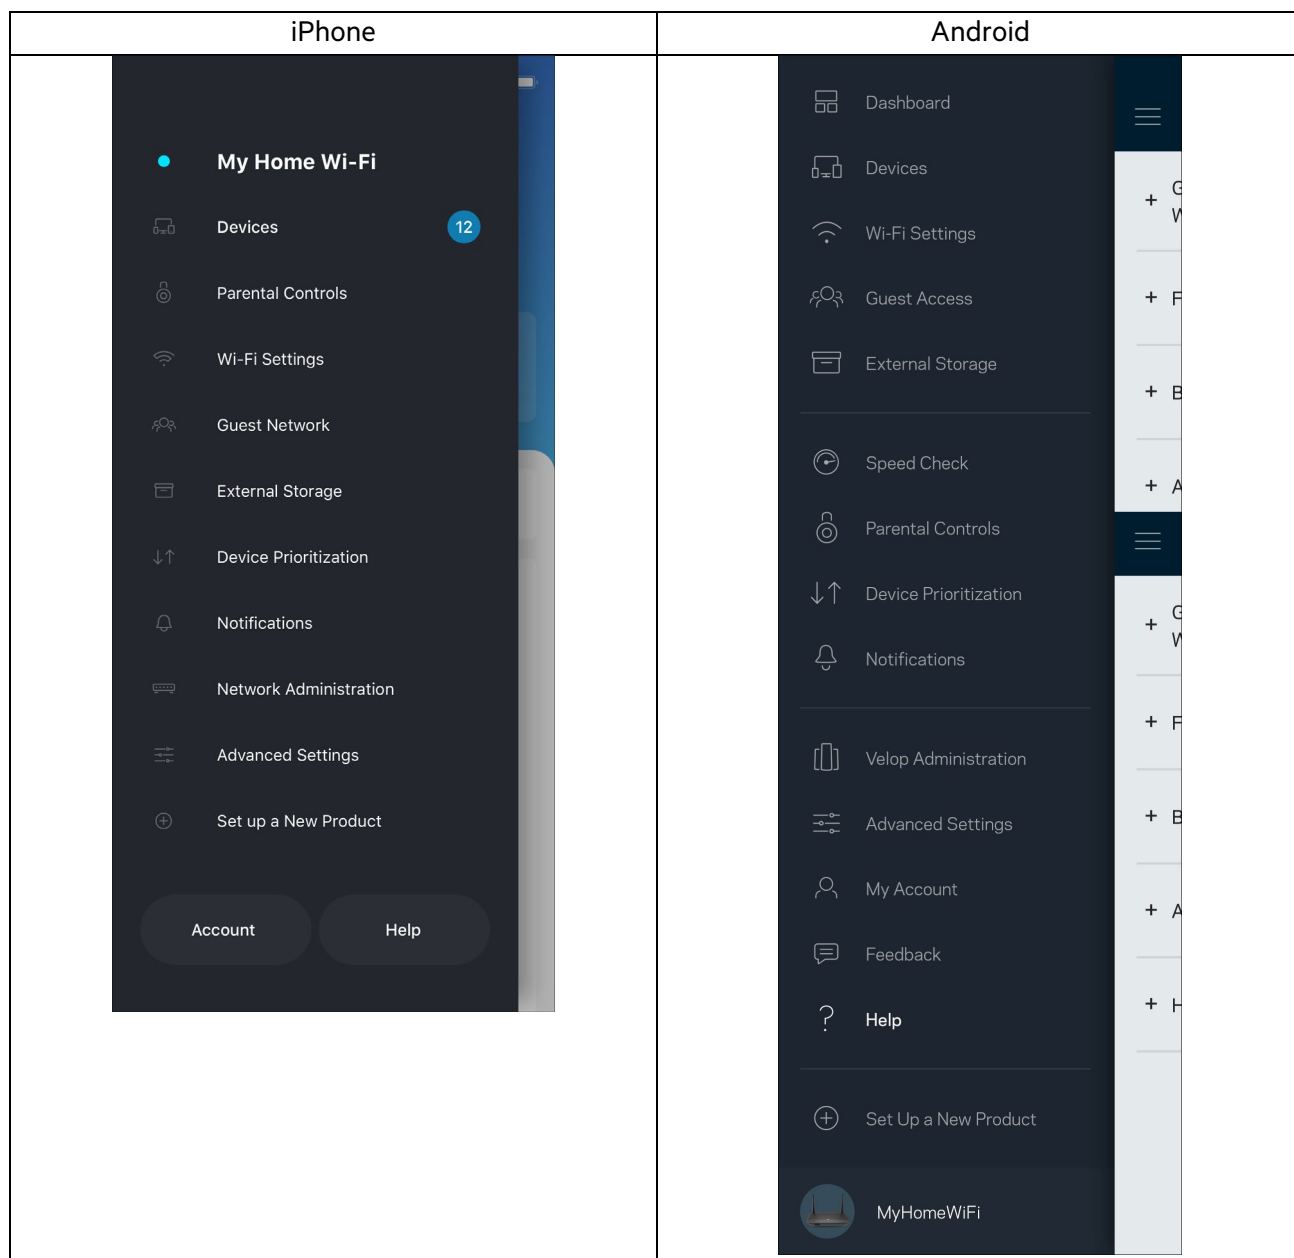 iPhone
Android
My Home Wi-Fi
Devices
12
Parental Controls
Wi-Fi Settings
Guest Network
External Storage
Device Prioritization
Notifications
Network Administration
Advanced Settings
Set up a New Product
Account
Help
Dashboard
Devices
Wi-Fi Settings
Guest Access
External Storage
Speed Check
Parental Controls
Device Prioritization
Notifications
Velop Administration
Advanced Settings
My Account
Feedback
Help
Set Up a New Product
MyHomeWiFi
+ G
W
+ F
+ B
+ A
+ G
W
+ F
+ B
+ A
+ H